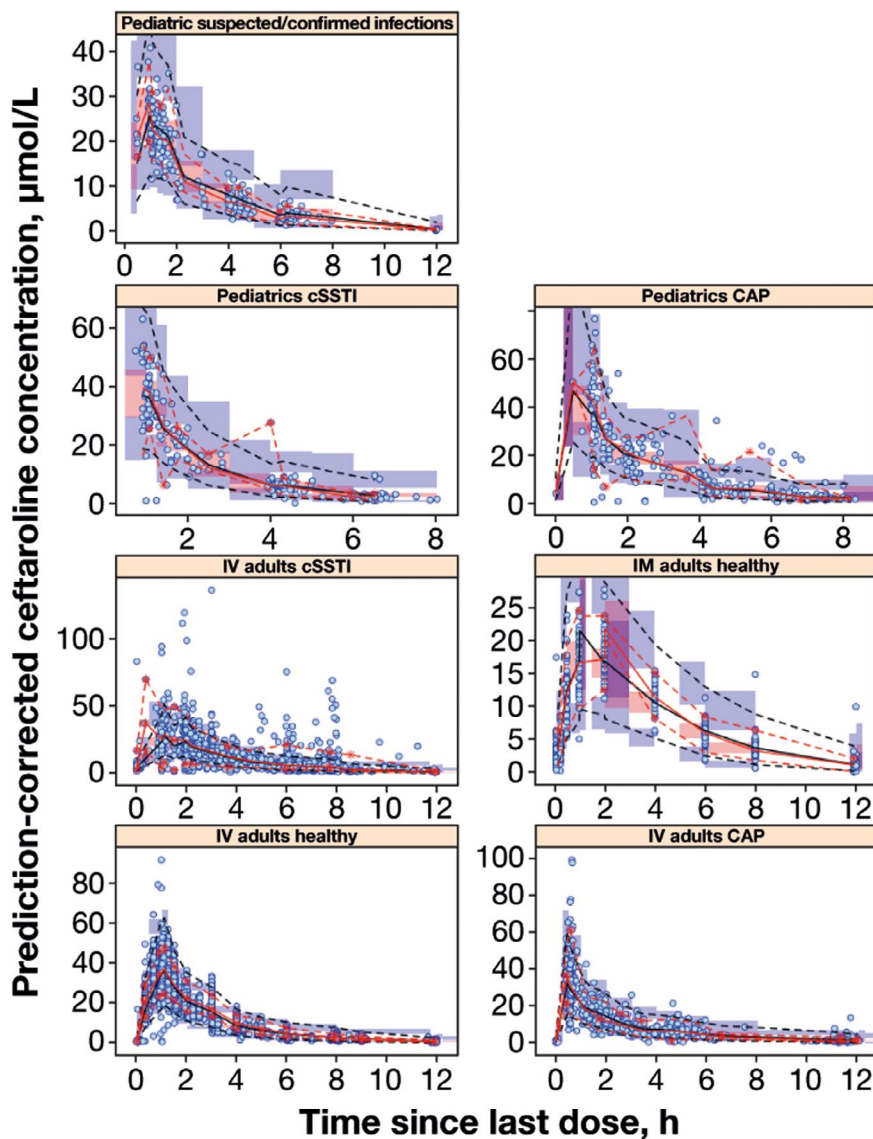 Prediction-corrected ceftaroline concentration, µmol/L
Pediatric suspected/confirmed infections
40
30
20
10
0
0 2 4 6 8 10 12
Pediatrics cSSTI
60
40
20
0
2 4 6 8
Pediatrics CAP
60
40
20
0
0 2 4 6 8
IV adults cSSTI
100
50
0
0 2 4 6 8 10 12
IM adults healthy
25
20
15
10
5
0
0 2 4 6 8 10 12
IV adults healthy
80
60
40
20
0
0 2 4 6 8 10 12
IV adults CAP
100
80
60
40
20
0
0 2 4 6 8 10 12
Time since last dose, h